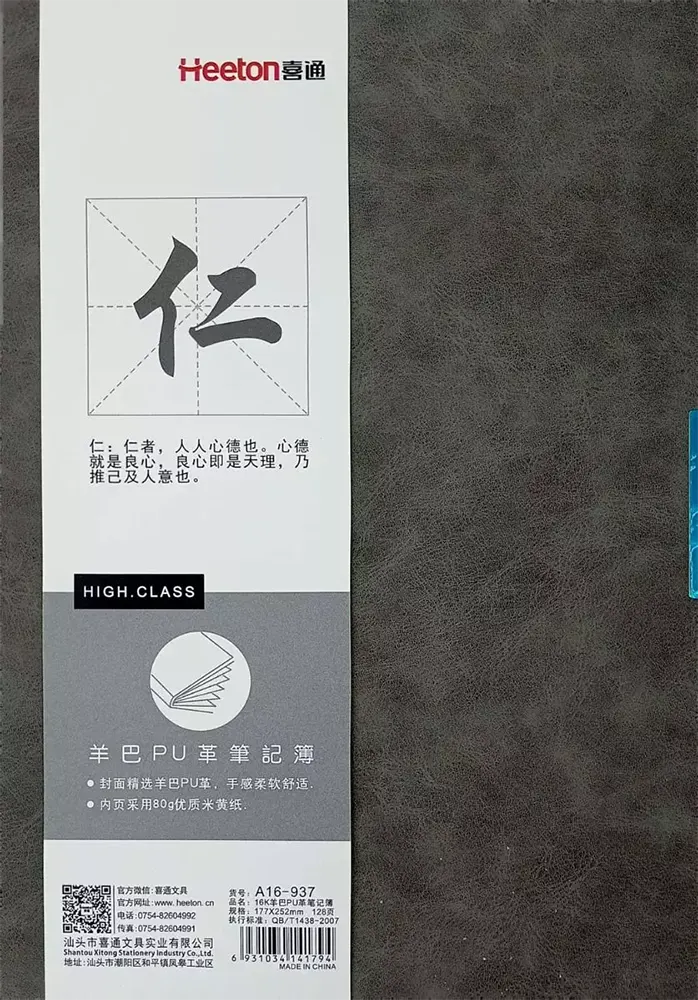 Heeton喜通
仁
仁：仁者，人人心德也。心德
就是良心，良心即是天理，乃
推己及人意也。
HIGH.CLASS
羊巴PU革筆記簿
● 封面精选羊巴PU革，手感柔软舒适.
● 内页采用80g优质米黄纸.
官方微信：喜通文具
官方网址：www.heeton.cn
电话：0754-82604992
传真：0754-82604991
汕头市喜通文具实业有限公司
Shantou Xitong Stationery Industry Co.,Ltd.
地址：汕头市潮阳区和平镇凤皋工业区
货号：A16-937
品名：16K羊巴PU革笔记簿
规格：177X252mm 128页
执行标准：QB/T1438-2007
6 931034 141794
MADE IN CHINA